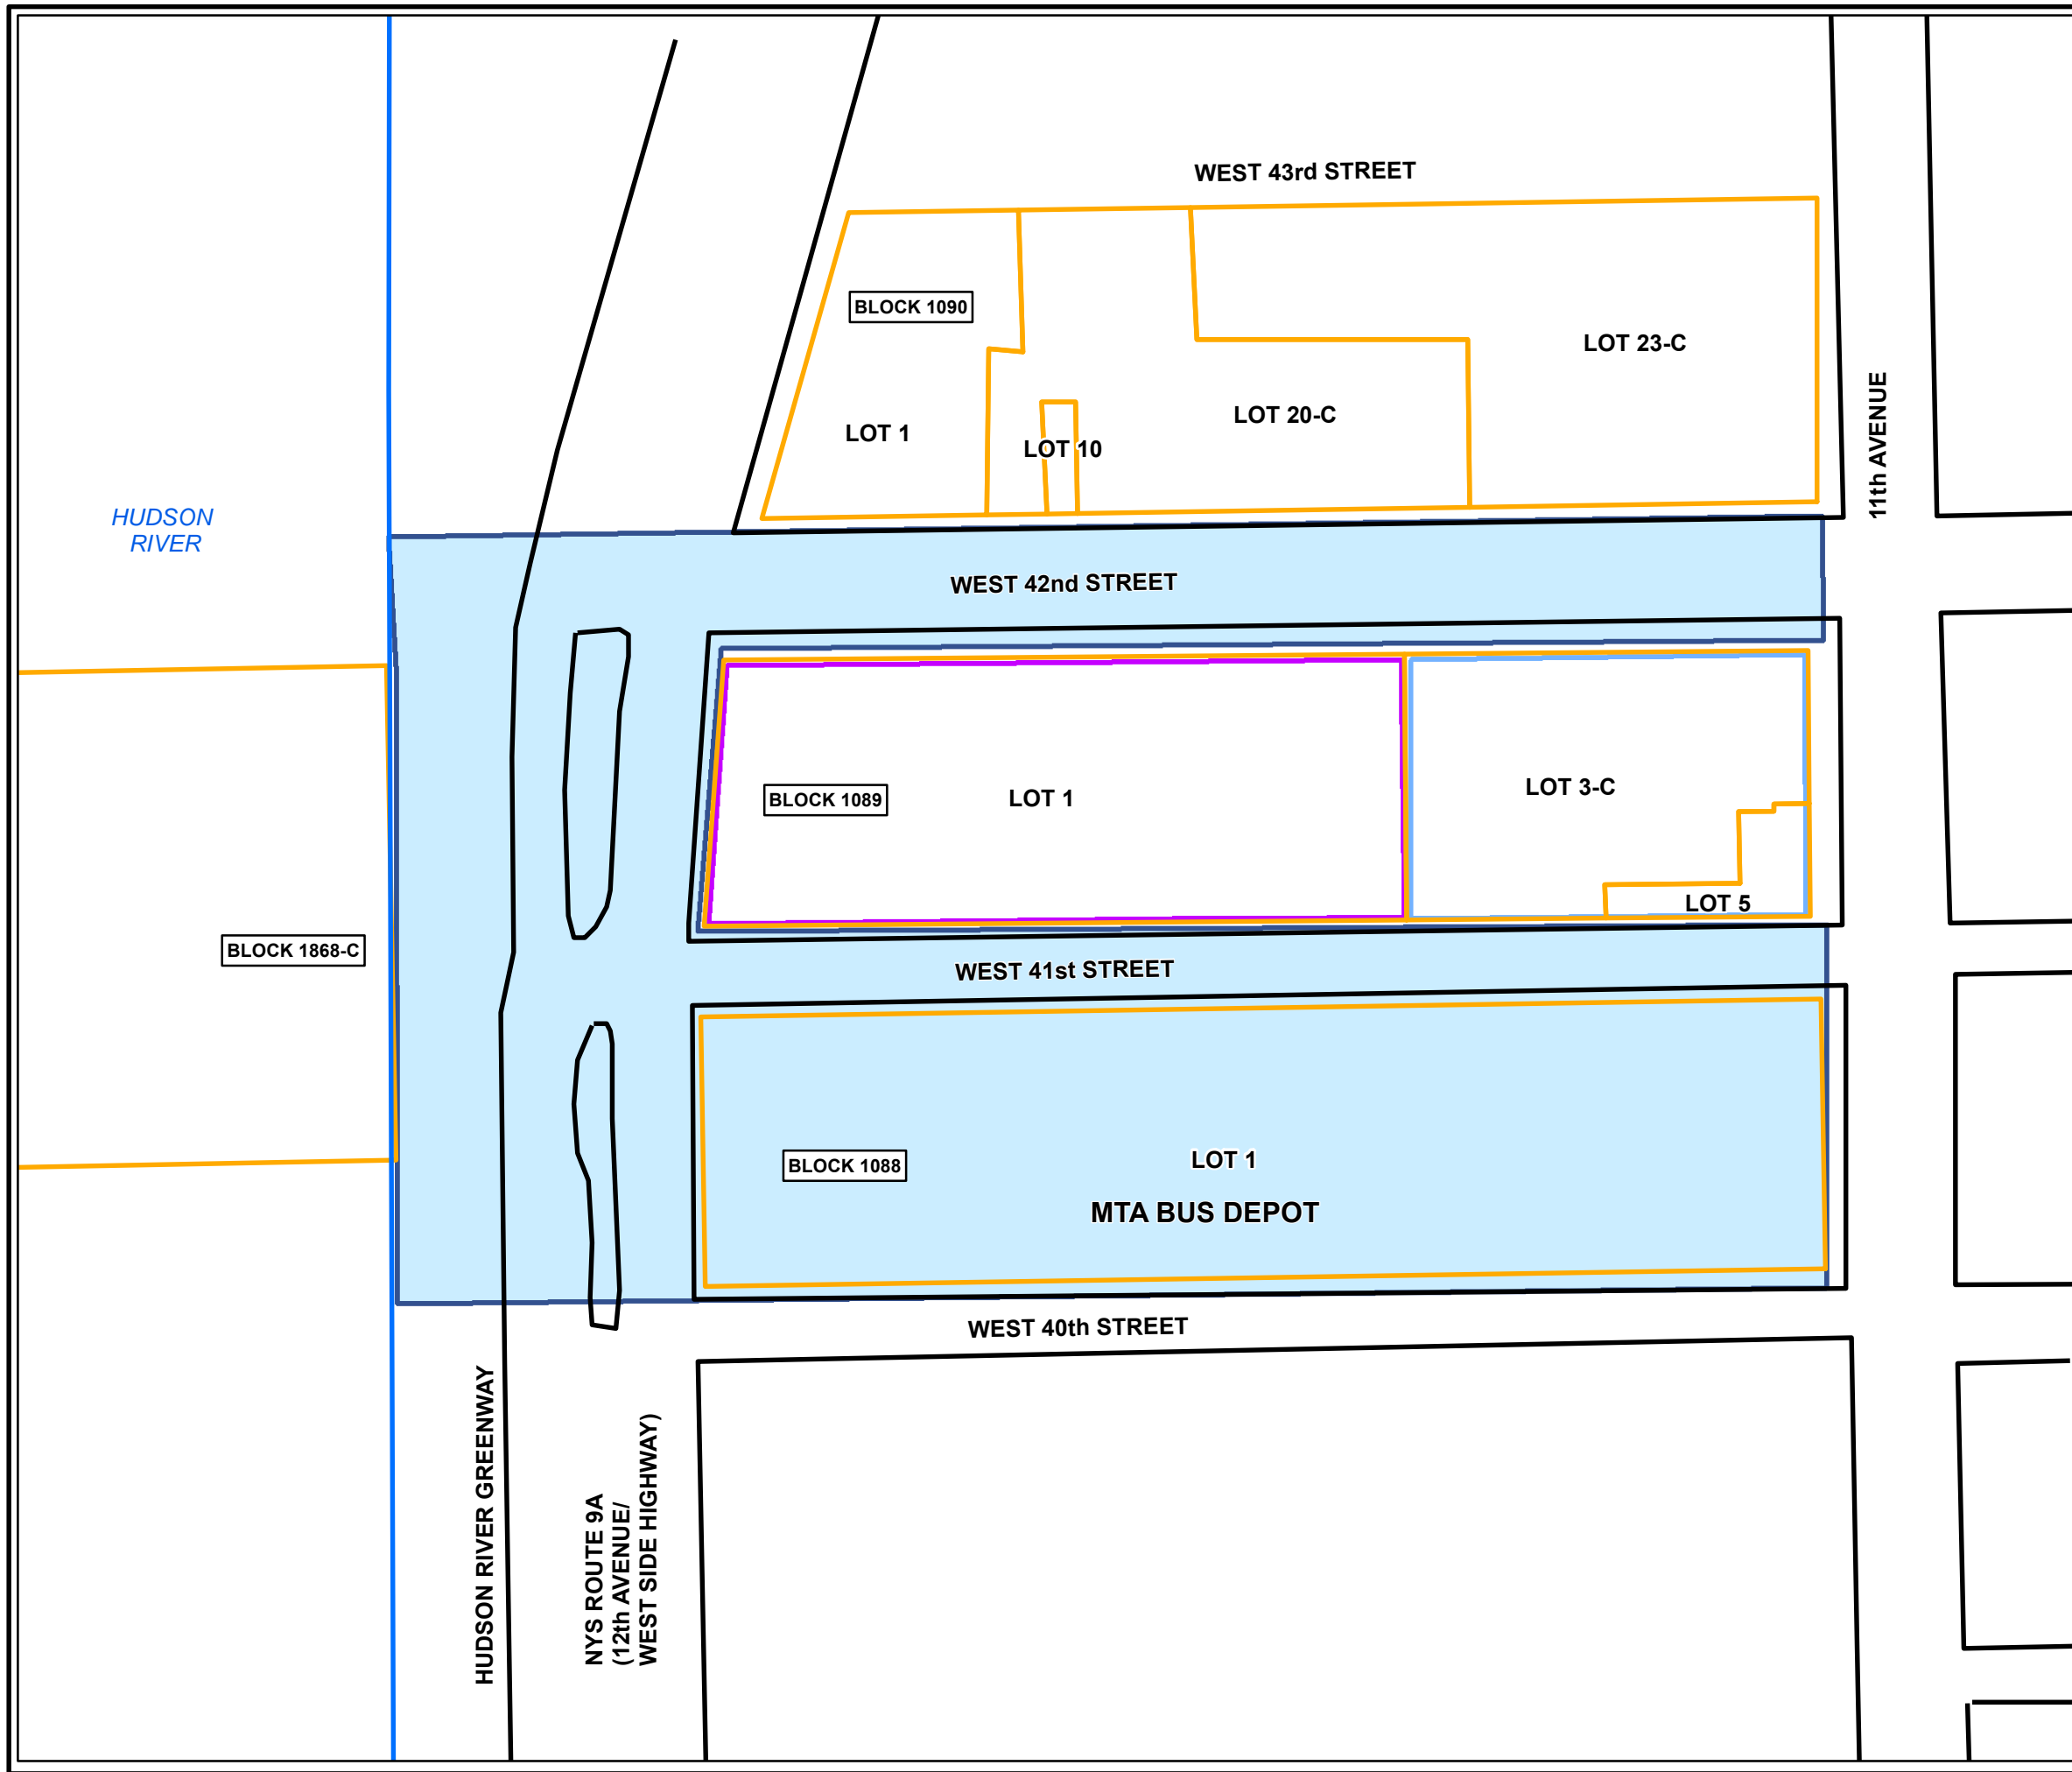 WEST 43rd STREET
BLOCK 1090
LOT 23-C
LOT 20-C
LOT 1
LOT 10
11th AVENUE
HUDSON
RIVER
WEST 42nd STREET
LOT 3-C
BLOCK 1089
LOT 1
LOT 5
BLOCK 1868-C
WEST 41st STREET
BLOCK 1088
LOT 1
MTA BUS DEPOT
WEST 40th STREET
HUDSON RIVER GREENWAY
NYS ROUTE 9A
(12th AVENUE/
WEST SIDE HIGHWAY)